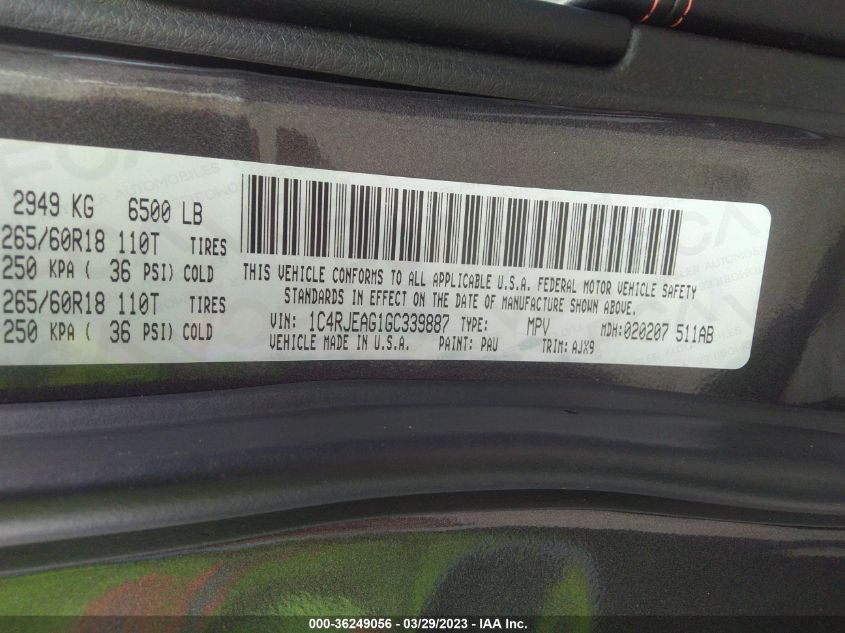 2949 KG 6500 LB
265/60R18 110T TIRES
250 KPA ( 36 PSI) COLD
265/60R18 110T TIRES
250 KPA ( 36 PSI) COLD
THIS VEHICLE CONFORMS TO ALL APPLICABLE U.S.A. FEDERAL MOTOR VEHICLE SAFETY
STANDARDS IN EFFECT ON THE DATE OF MANUFACTURE SHOWN ABOVE.
VIN: 1C4RJEAG1GC339887 TYPE: MPV MDH:020207 511AB
VEHICLE MADE IN U.S.A. PAINT: PAU TRIM: AJX9
000-36249056 — 03/29/2023 — IAA Inc.